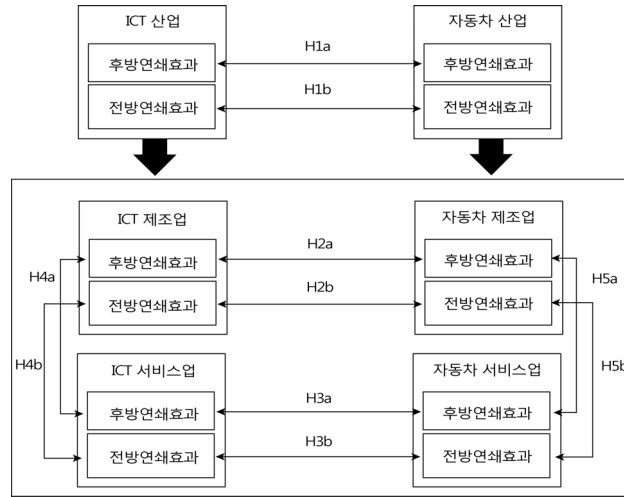 ICT 산업
자동차 산업
후방연쇄효과
H1a
후방연쇄효과
전방연쇄효과
H1b
전방연쇄효과
ICT 제조업
자동차 제조업
후방연쇄효과
H2a
후방연쇄효과
H4a
H5a
전방연쇄효과
H2b
전방연쇄효과
H4b
H5b
ICT 서비스업
자동차 서비스업
후방연쇄효과
H3a
후방연쇄효과
전방연쇄효과
H3b
전방연쇄효과